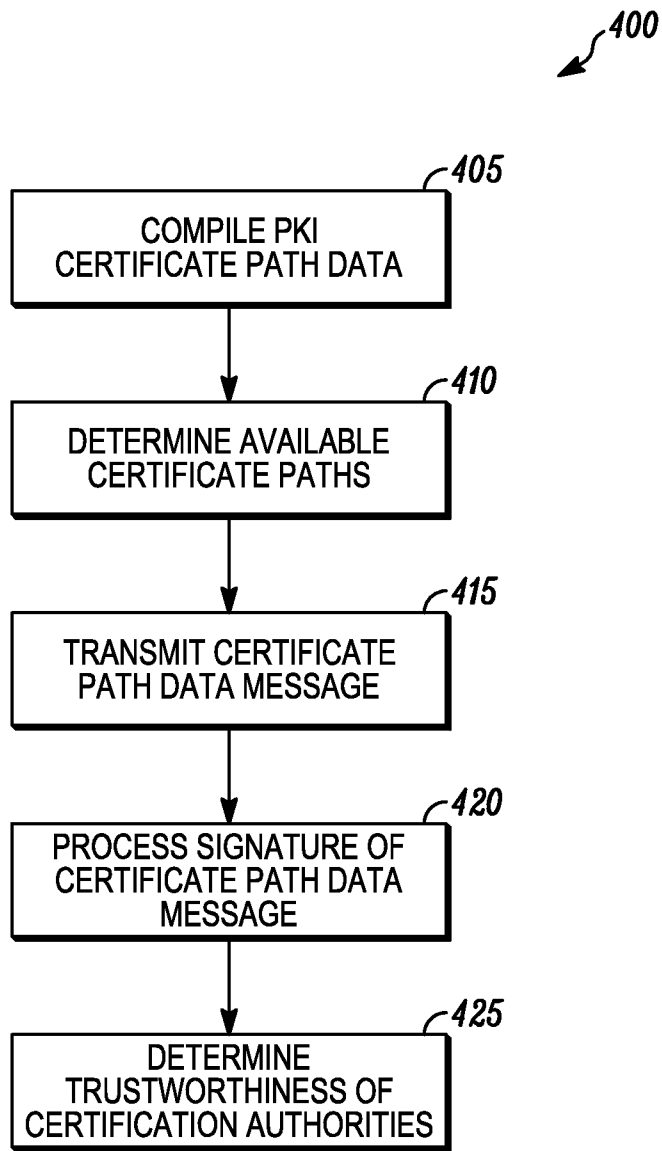 400
405
COMPILE PKI
CERTIFICATE PATH DATA
410
DETERMINE AVAILABLE
CERTIFICATE PATHS
415
TRANSMIT CERTIFICATE
PATH DATA MESSAGE
420
PROCESS SIGNATURE OF
CERTIFICATE PATH DATA
MESSAGE
425
DETERMINE
TRUSTWORTHINESS OF
CERTIFICATION AUTHORITIES